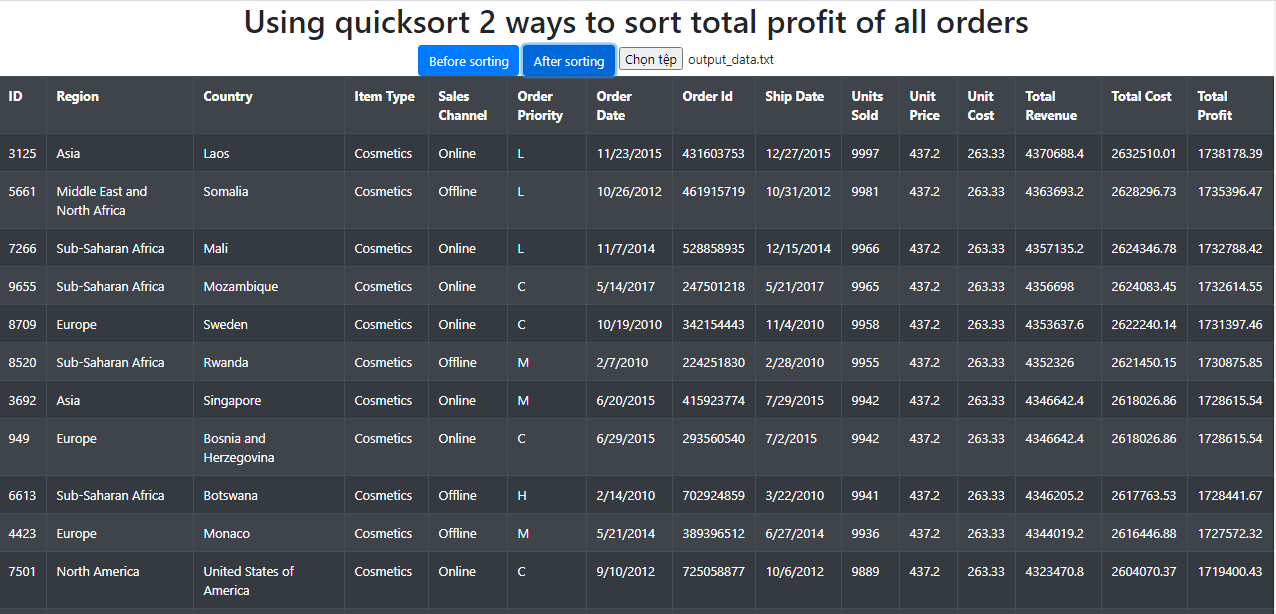 Using quicksort 2 ways to sort total profit of all orders
Before sorting After sorting Chọn tệp output_data.txt
ID Region Country Item Type Sales Channel Order Priority Order Date Order Id Ship Date Units Sold Unit Price Unit Cost Total Revenue Total Cost Total Profit
3125 Asia Laos Cosmetics Online L 11/23/2015 431603753 12/27/2015 9997 437.2 263.33 4370688.4 2632510.01 1738178.39
5661 Middle East and North Africa Somalia Cosmetics Offline L 10/26/2012 461915719 10/31/2012 9981 437.2 263.33 4363693.2 2628296.73 1735396.47
7266 Sub-Saharan Africa Mali Cosmetics Online L 11/7/2014 528858935 12/15/2014 9966 437.2 263.33 4357135.2 2624346.78 1732788.42
9655 Sub-Saharan Africa Mozambique Cosmetics Online C 5/14/2017 247501218 5/21/2017 9965 437.2 263.33 4356698 2624083.45 1732614.55
8709 Europe Sweden Cosmetics Online C 10/19/2010 342154443 11/4/2010 9958 437.2 263.33 4353637.6 2622240.14 1731397.46
8520 Sub-Saharan Africa Rwanda Cosmetics Offline M 2/7/2010 224251830 2/28/2010 9955 437.2 263.33 4352326 2621450.15 1730875.85
3692 Asia Singapore Cosmetics Online M 6/20/2015 415923774 7/29/2015 9942 437.2 263.33 4346642.4 2618026.86 1728615.54
949 Europe Bosnia and Herzegovina Cosmetics Online C 6/29/2015 293560540 7/2/2015 9942 437.2 263.33 4346642.4 2618026.86 1728615.54
6613 Sub-Saharan Africa Botswana Cosmetics Offline H 2/14/2010 702924859 3/22/2010 9941 437.2 263.33 4346205.2 2617763.53 1728441.67
4423 Europe Monaco Cosmetics Offline M 5/21/2014 389396512 6/27/2014 9936 437.2 263.33 4344019.2 2616446.88 1727572.32
7501 North America United States of America Cosmetics Online C 9/10/2012 725058877 10/6/2012 9889 437.2 263.33 4323470.8 2604070.37 1719400.43